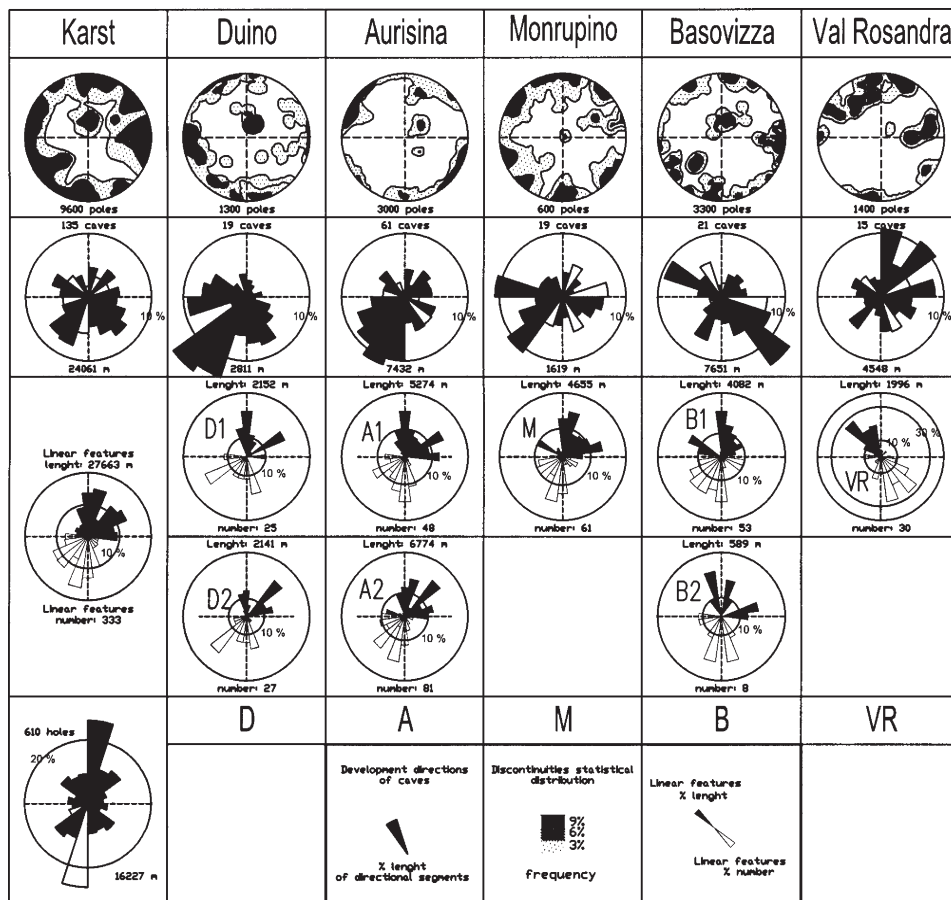 Karst
Duino
Aurisina
Monrupino
Basovizza
Val Rosandra
9600 poles
1300 poles
3000 poles
600 poles
3300 poles
1400 poles
135 caves
19 caves
61 caves
19 caves
21 caves
15 caves
10 %
10 %
10 %
10 %
10%
10%
24061 m
2811 m
7432 m
1619 m
7651 m
4548 m
Lenght: 2152 m
Lenght: 5274 m
Lenght: 4655 m
Lenght: 4082 m
Lenght: 1996 m
Linear features
lenght: 27663 m
10 %
Linear features
number: 333
D1
10 %
A1
10 %
M
10 %
B1
10 %
30 %
10 %
VR
number: 25
number: 48
number: 61
number: 53
number: 30
Lenght: 2141 m
Lenght: 6774 m
Lenght: 589 m
D2
10 %
A2
10 %
B2
10 %
number: 27
number: 81
number: 8
610 holes
20 %
16227 m
D
A
M
B
VR
Development directions
of caves
% lenght
of directional segments
Discontinuities statistical
distribution
9%
6%
3%
frequency
Linear features
% lenght
Linear features
% number